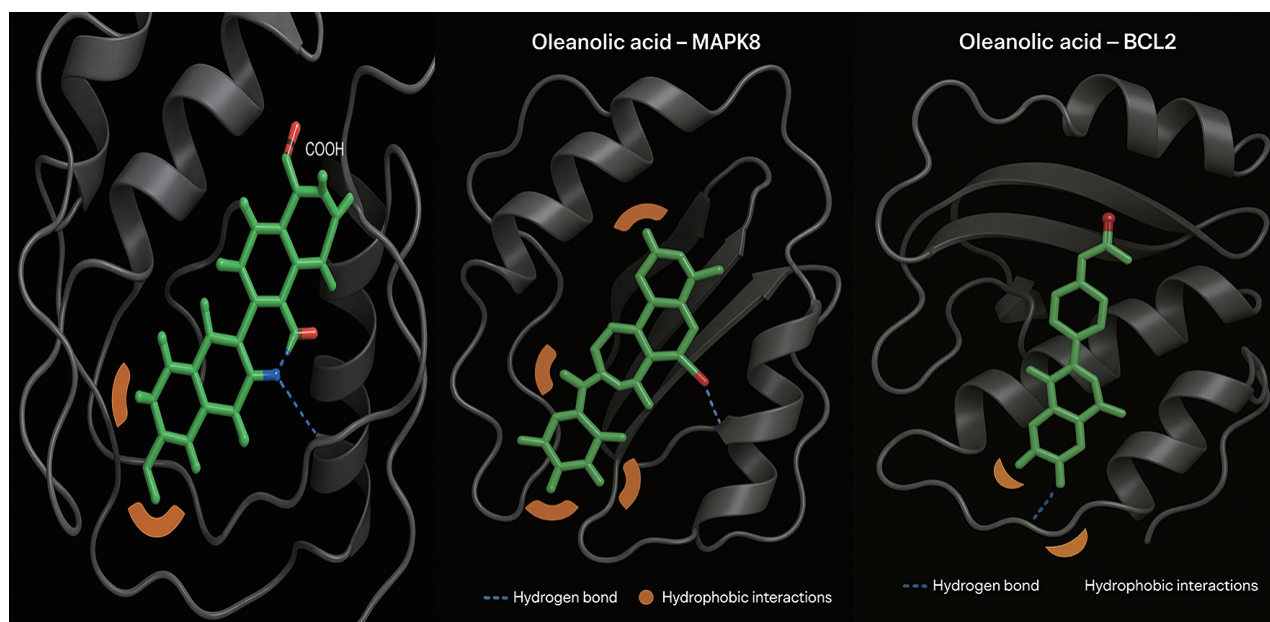 COOH
Oleanolic acid – MAPK8
Hydrogen bond
Hydrophobic interactions
Oleanolic acid – BCL2
Hydrogen bond
Hydrophobic interactions